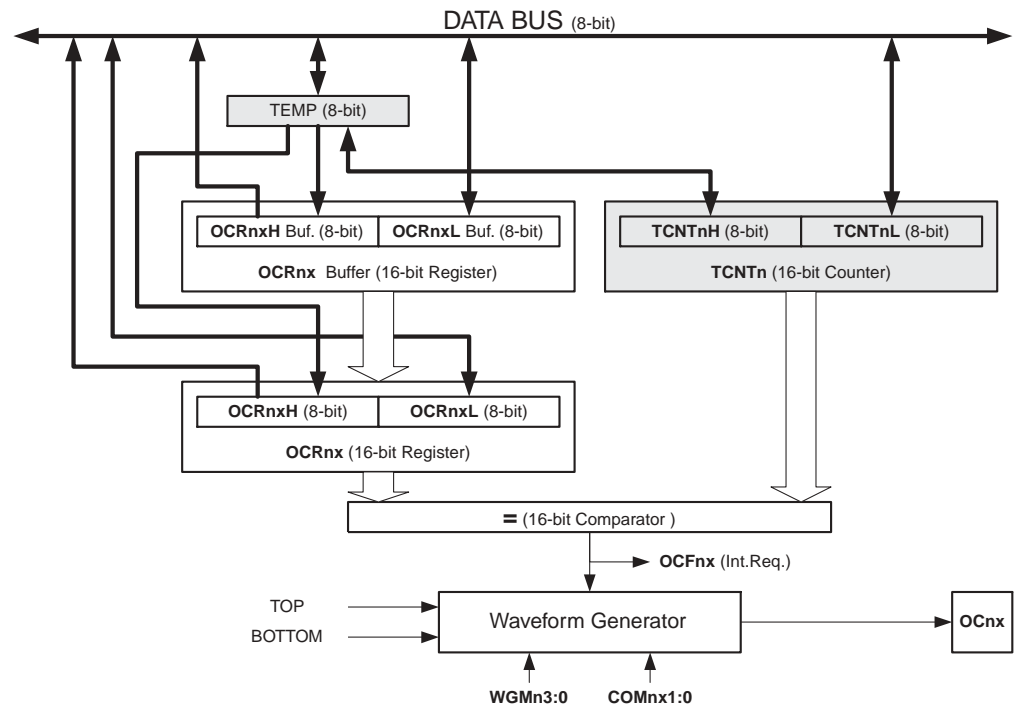 DATA BUS (8-bit)
TEMP (8-bit)
OCRnxH Buf. (8-bit)
OCRnxL Buf. (8-bit)
OCRnx Buffer (16-bit Register)
TCNTnH (8-bit)
TCNTnL (8-bit)
TCNTn (16-bit Counter)
OCRnxH (8-bit)
OCRnxL (8-bit)
OCRnx (16-bit Register)
= (16-bit Comparator )
OCFnx (Int.Req.)
TOP
BOTTOM
Waveform Generator
OCnx
WGMn3:0
COMnx1:0